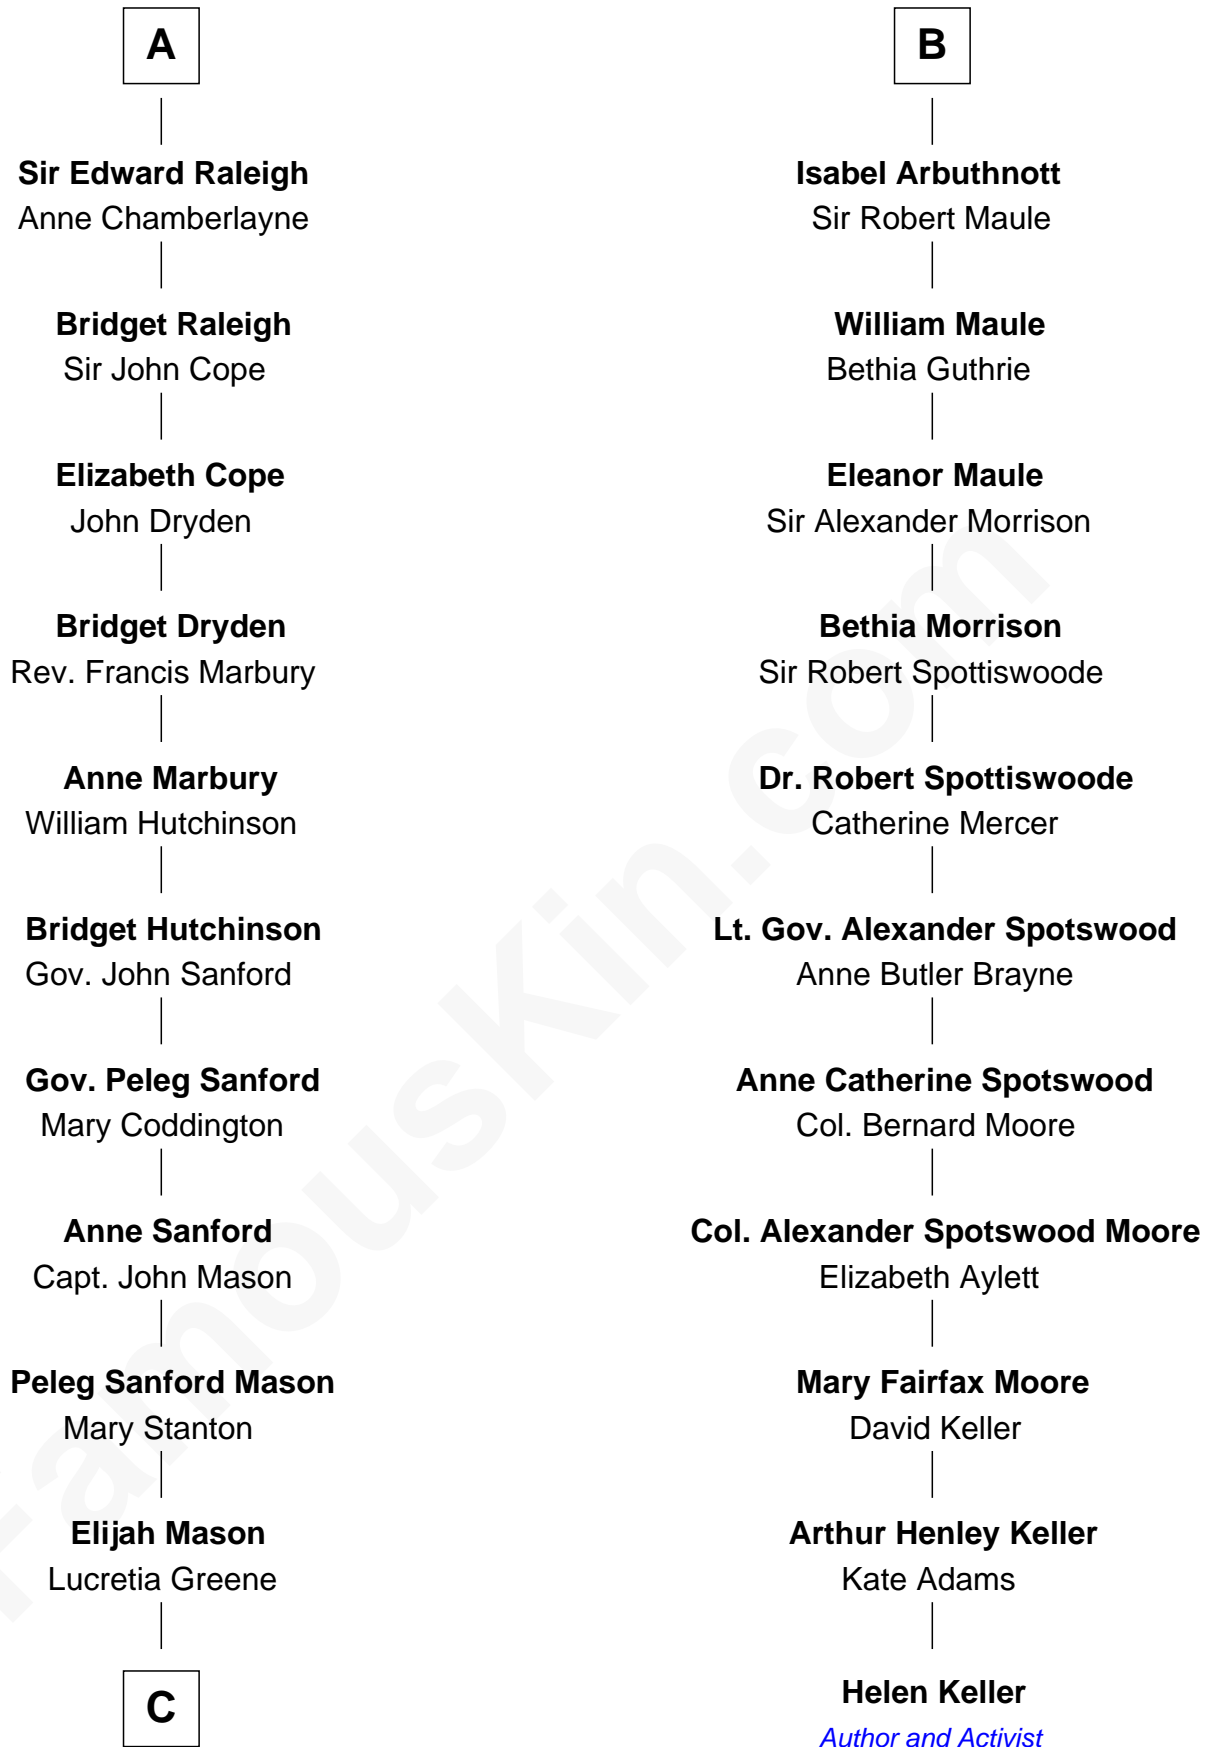 A
Sir Edward Raleigh
Anne Chamberlayne
Bridget Raleigh
Sir John Cope
Elizabeth Cope
John Dryden
Bridget Dryden
Rev. Francis Marbury
Anne Marbury
William Hutchinson
Bridget Hutchinson
Gov. John Sanford
Gov. Peleg Sanford
Mary Coddington
Anne Sanford
Capt. John Mason
Peleg Sanford Mason
Mary Stanton
Elijah Mason
Lucretia Greene
C
B
Isabel Arbuthnott
Sir Robert Maule
William Maule
Bethia Guthrie
Eleanor Maule
Sir Alexander Morrison
Bethia Morrison
Sir Robert Spottiswoode
Dr. Robert Spottiswoode
Catherine Mercer
Lt. Gov. Alexander Spotswood
Anne Butler Brayne
Anne Catherine Spotswood
Col. Bernard Moore
Col. Alexander Spotswood Moore
Elizabeth Aylett
Mary Fairfax Moore
David Keller
Arthur Henley Keller
Kate Adams
Helen Keller
Author and Activist
FamousKin.com